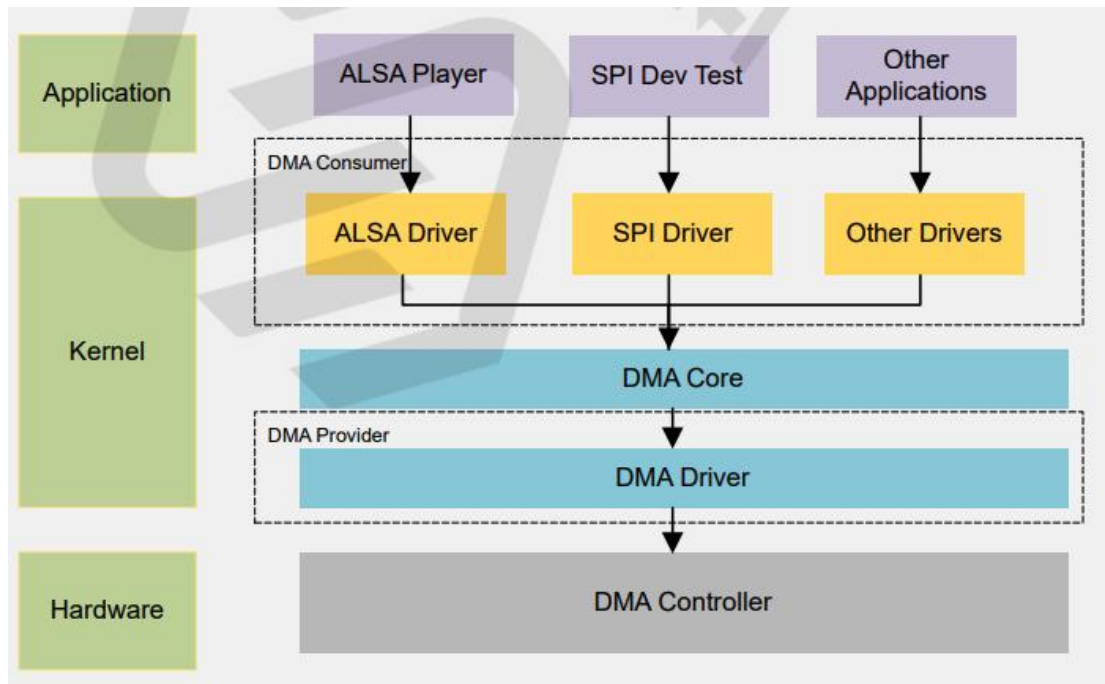 Application
ALSA Player
SPI Dev Test
Other
Applications
DMA Consumer
Kernel
ALSA Driver
SPI Driver
Other Drivers
DMA Core
DMA Provider
DMA Driver
Hardware
DMA Controller